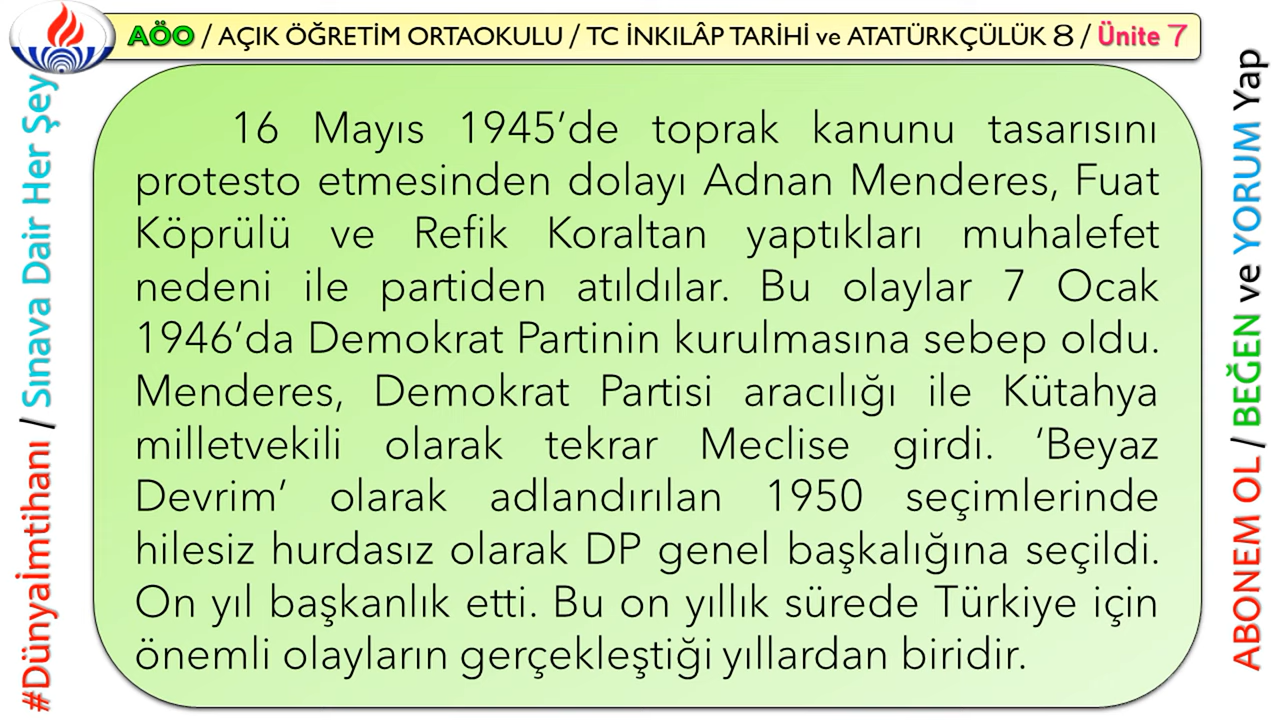 AÖO / AÇIK ÖĞRETİM ORTAOKULU / TC İNKILÂP TARİHİ ve ATATÜRKÇÜLÜK 8 / Ünite 7
#Dünyaİmtihanı / Sınava Dair Her Şey
16 Mayıs 1945’de toprak kanunu tasarısını
protesto etmesinden dolayı Adnan Menderes, Fuat
Köprülü ve Refik Koraltan yaptıkları muhalefet
nedeni ile partiden atıldılar. Bu olaylar 7 Ocak
1946’da Demokrat Partinin kurulmasına sebep oldu.
Menderes, Demokrat Partisi aracılığı ile Kütahya
milletvekili olarak tekrar Meclise girdi. ‘Beyaz
Devrim’ olarak adlandırılan 1950 seçimlerinde
hilesiz hurdasız olarak DP genel başkalığına seçildi.
On yıl başkanlık etti. Bu on yıllık sürede Türkiye için
önemli olayların gerçekleştiği yıllardan biridir.
ABONEM OL / BEĞEN ve YORUM Yap